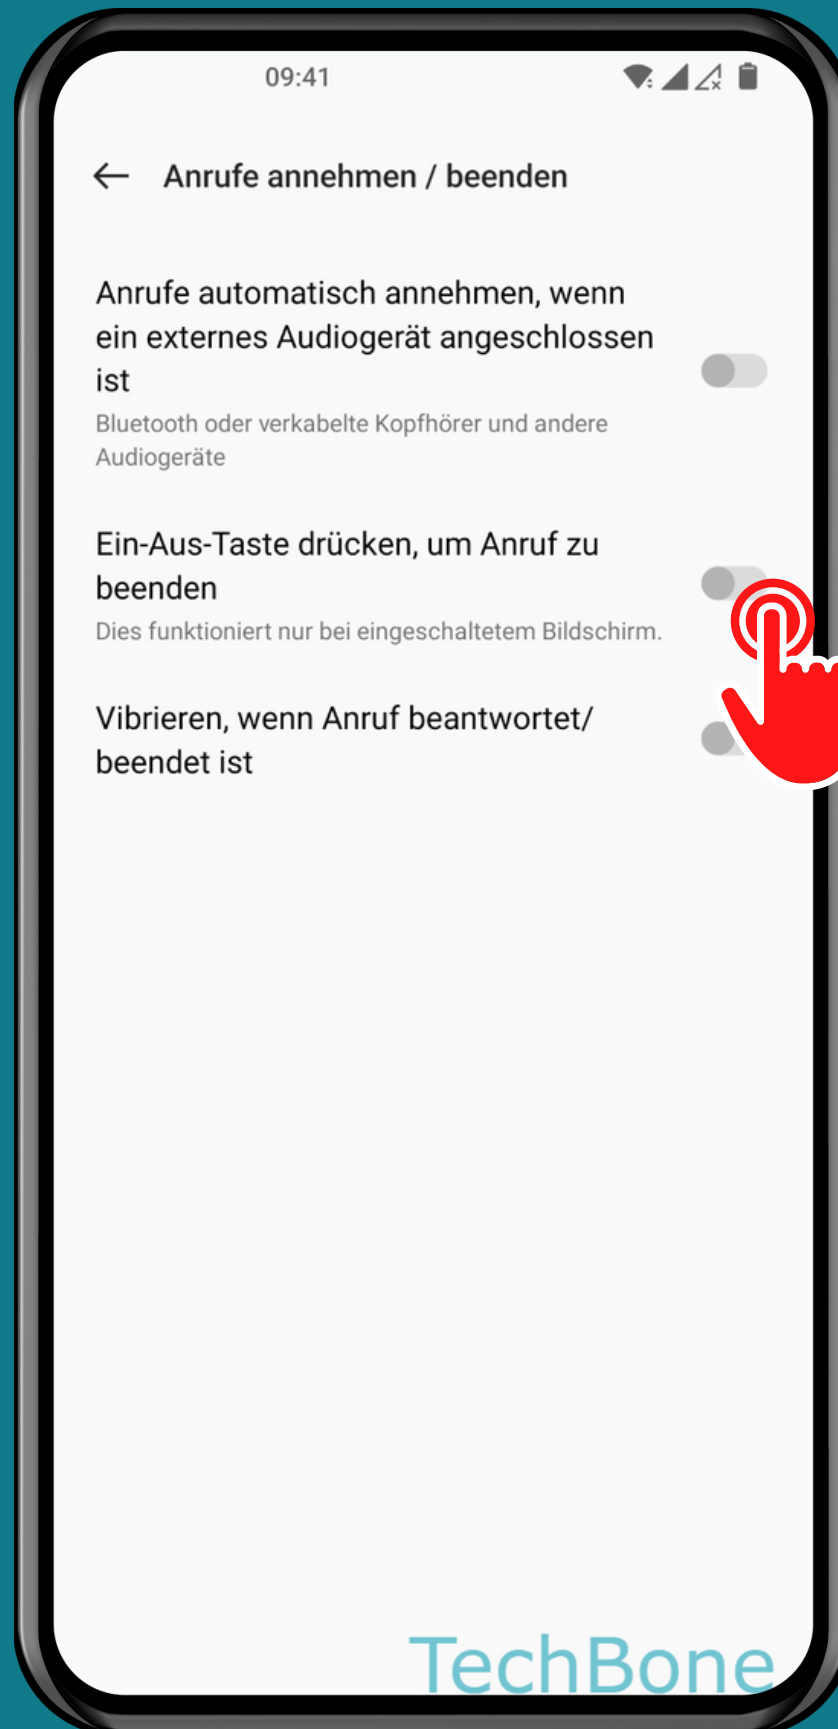 09:41
Anrufe annehmen / beenden
Anrufe automatisch annehmen, wenn
ein externes Audiogerät angeschlossen
ist
Bluetooth oder verkabelte Kopfhörer und andere
Audiogeräte
Ein-Aus-Taste drücken, um Anruf zu
beenden
Dies funktioniert nur bei eingeschaltetem Bildschirm.
Vibrieren, wenn Anruf beantwortet/
beendet ist
TechBone